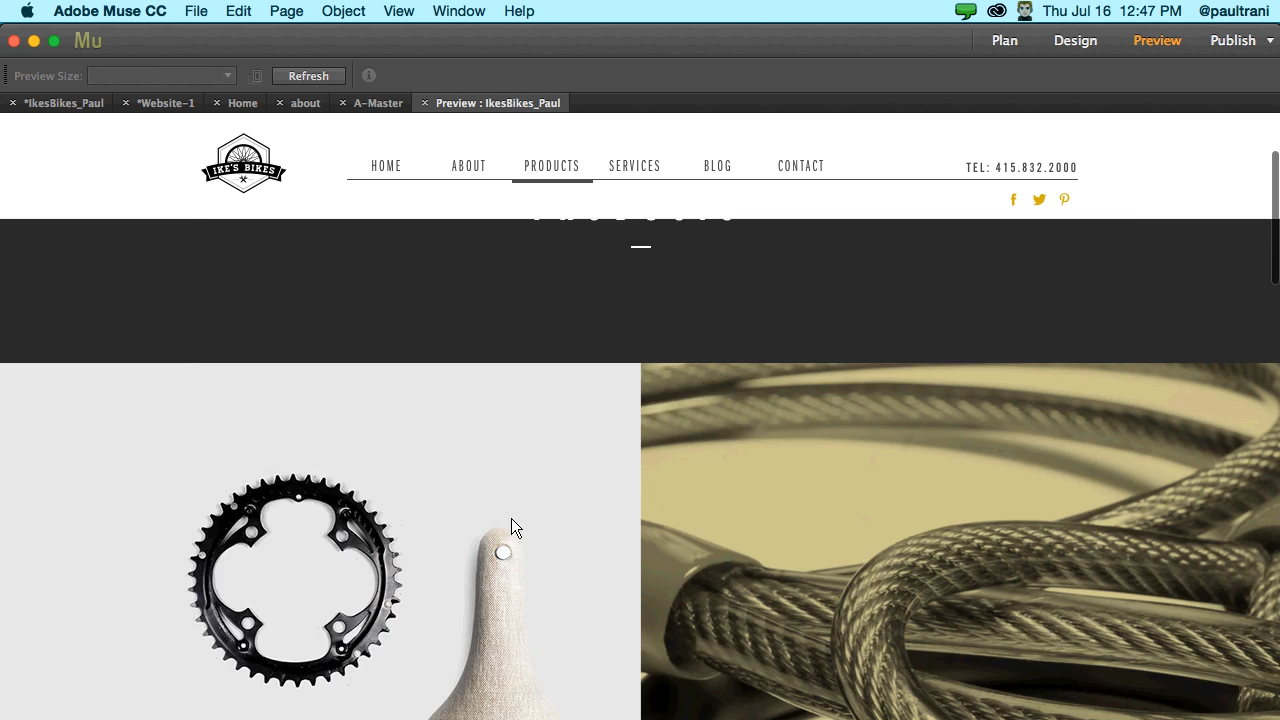 Adobe Muse CC File Edit Page Object View Window Help Thu Jul 16 12:47 PM @paultrani
Mu Plan Design Preview Publish
Preview Size: Refresh
*IkesBikes_Paul *Website-1 Home about A-Master Preview : IkesBikes_Paul
IKE'S BIKES
HOME ABOUT PRODUCTS SERVICES BLOG CONTACT TEL: 415.832.2000